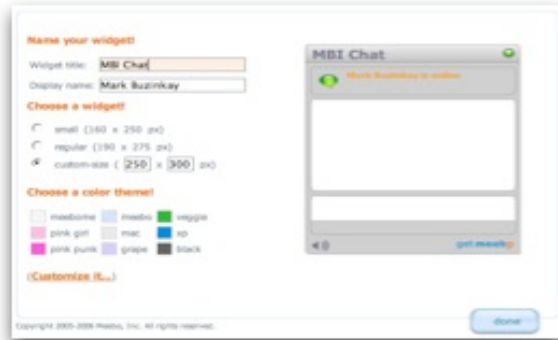 Name your widget!
Widget title: MBI Chat
Display name: Mark Buzinkay
Choose a widget!
small (160 x 250 px)
regular (190 x 275 px)
custom-size ( 250 x 300 px)
Choose a color theme!
meebome meebo veggie
pink girl mac xp
pink punk grape black
(Customize it...)
MBI Chat
Mark Buzinkay is online
get meebo
Copyright 2005-2006 Meebo, Inc. All rights reserved.
done